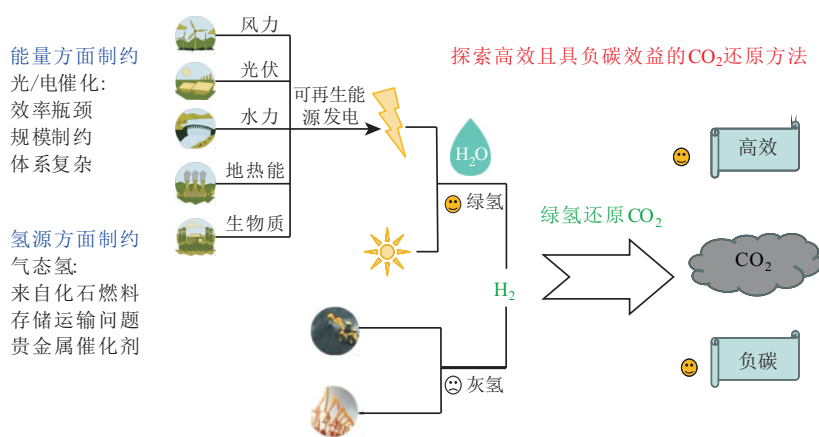 能量方面制约
光/电催化:
效率瓶颈
规模制约
体系复杂
氢源方面制约
气态氢:
来自化石燃料
存储运输问题
贵金属催化剂
风力
光伏
水力
地热能
生物质
可再生能
源发电
H₂O
绿氢
H₂
灰氢
探索高效且具负碳效益的CO₂还原方法
高效
绿氢还原CO₂
CO₂
负碳